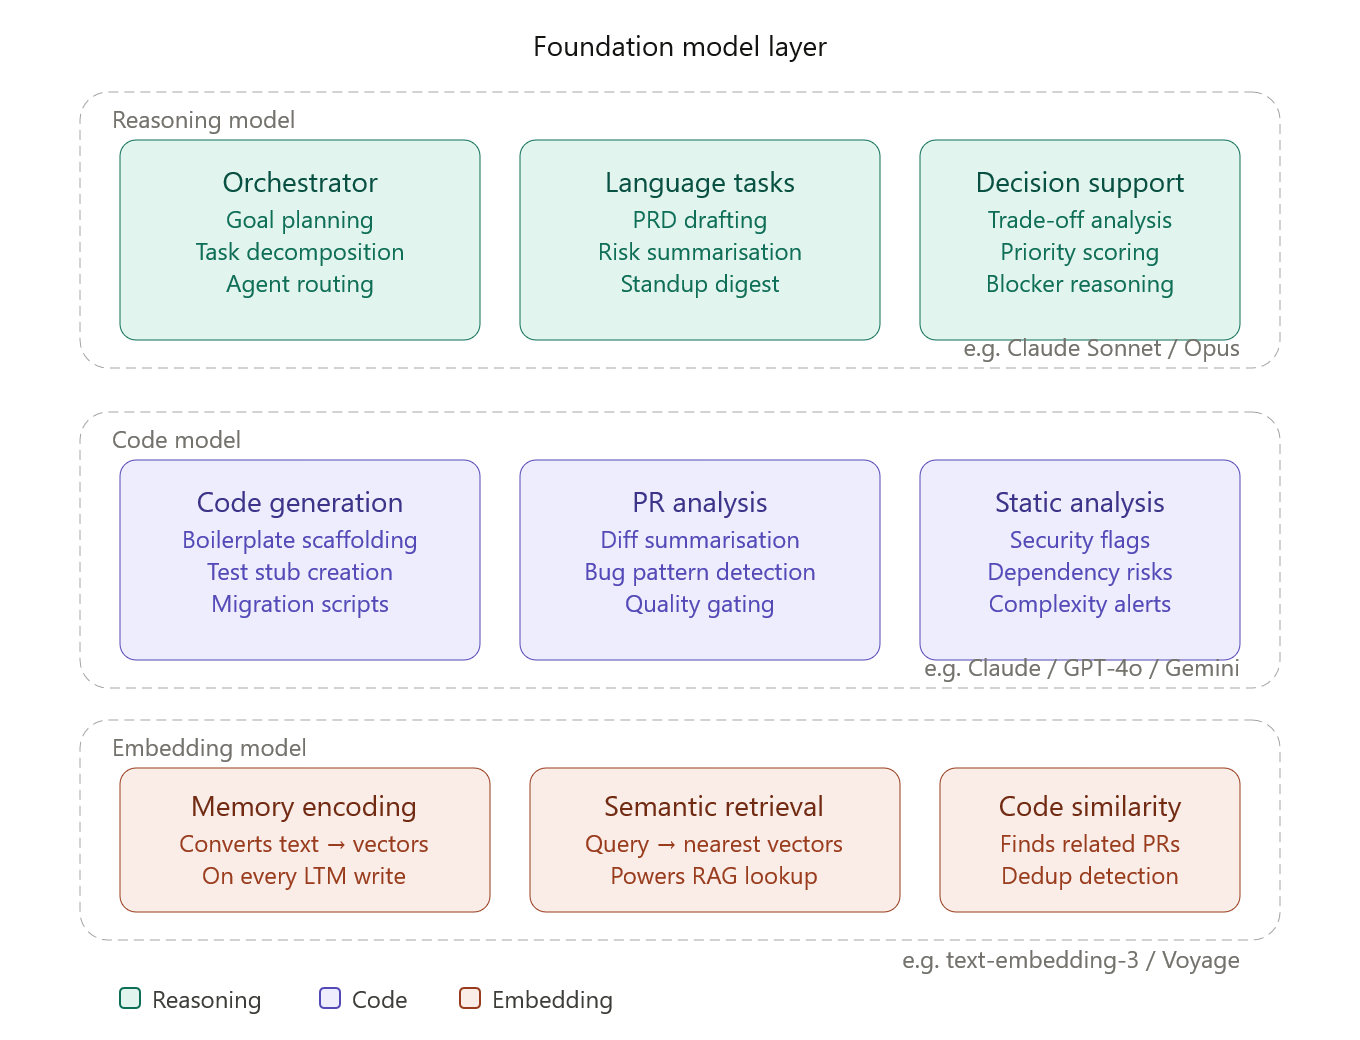 Foundation model layer
Reasoning model
Orchestrator
Goal planning
Task decomposition
Agent routing
Language tasks
PRD drafting
Risk summarisation
Standup digest
Decision support
Trade-off analysis
Priority scoring
Blocker reasoning
e.g. Claude Sonnet / Opus
Code model
Code generation
Boilerplate scaffolding
Test stub creation
Migration scripts
PR analysis
Diff summarisation
Bug pattern detection
Quality gating
Static analysis
Security flags
Dependency risks
Complexity alerts
e.g. Claude / GPT-4o / Gemini
Embedding model
Memory encoding
Converts text → vectors
On every LTM write
Semantic retrieval
Query → nearest vectors
Powers RAG lookup
Code similarity
Finds related PRs
Dedup detection
e.g. text-embedding-3 / Voyage
Reasoning
Code
Embedding